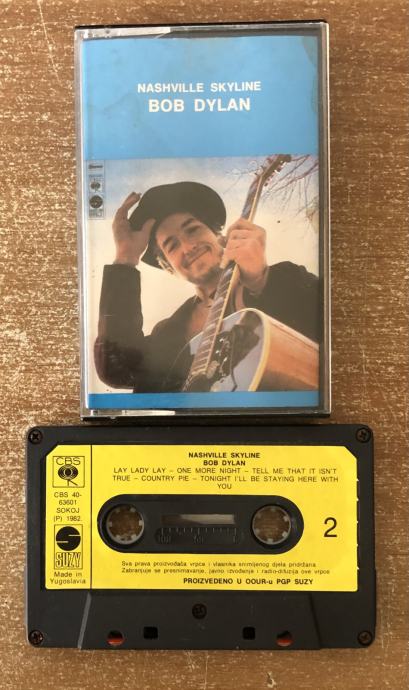 NASHVILLE SKYLINE
BOB DYLAN
NASHVILLE SKYLINE
BOB DYLAN
LAY LADY LAY – ONE MORE NIGHT – TELL ME THAT IT ISN'T
TRUE – COUNTRY PIE – TONIGHT I'LL BE STAYING HERE WITH
YOU
CBS
CBS 40-
63601
SOKOJ
(P) 1982.
SUZY
Made in
Yugoslavia
2
100
50
0
Sva prava proizvođača vrpce i vlasnika snimljenog djela pridržana
Zabranjuje se presnimavanje, javno izvođenje i radio-difuzija ove vrpce
PROIZVEDENO U OOUR-u PGP SUZY